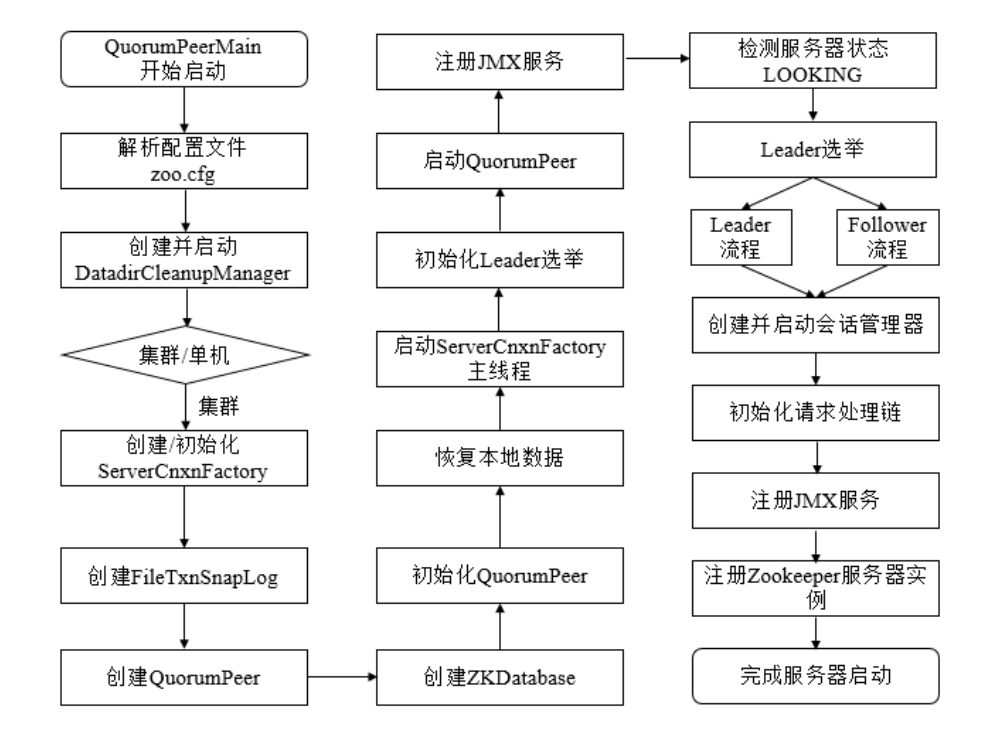 QuorumPeerMain
开始启动
解析配置文件
zoo.cfg
创建并启动
DatadirCleanupManager
集群/单机
集群
创建/初始化
ServerCnxnFactory
创建FileTxnSnapLog
创建QuorumPeer
创建ZKDatabase
初始化QuorumPeer
恢复本地数据
启动ServerCnxnFactory
主线程
初始化Leader选举
启动QuorumPeer
注册JMX服务
检测服务器状态
LOOKING
Leader选举
Leader
流程
Follower
流程
创建并启动会话管理器
初始化请求处理链
注册JMX服务
注册Zookeeper服务器实
例
完成服务器启动